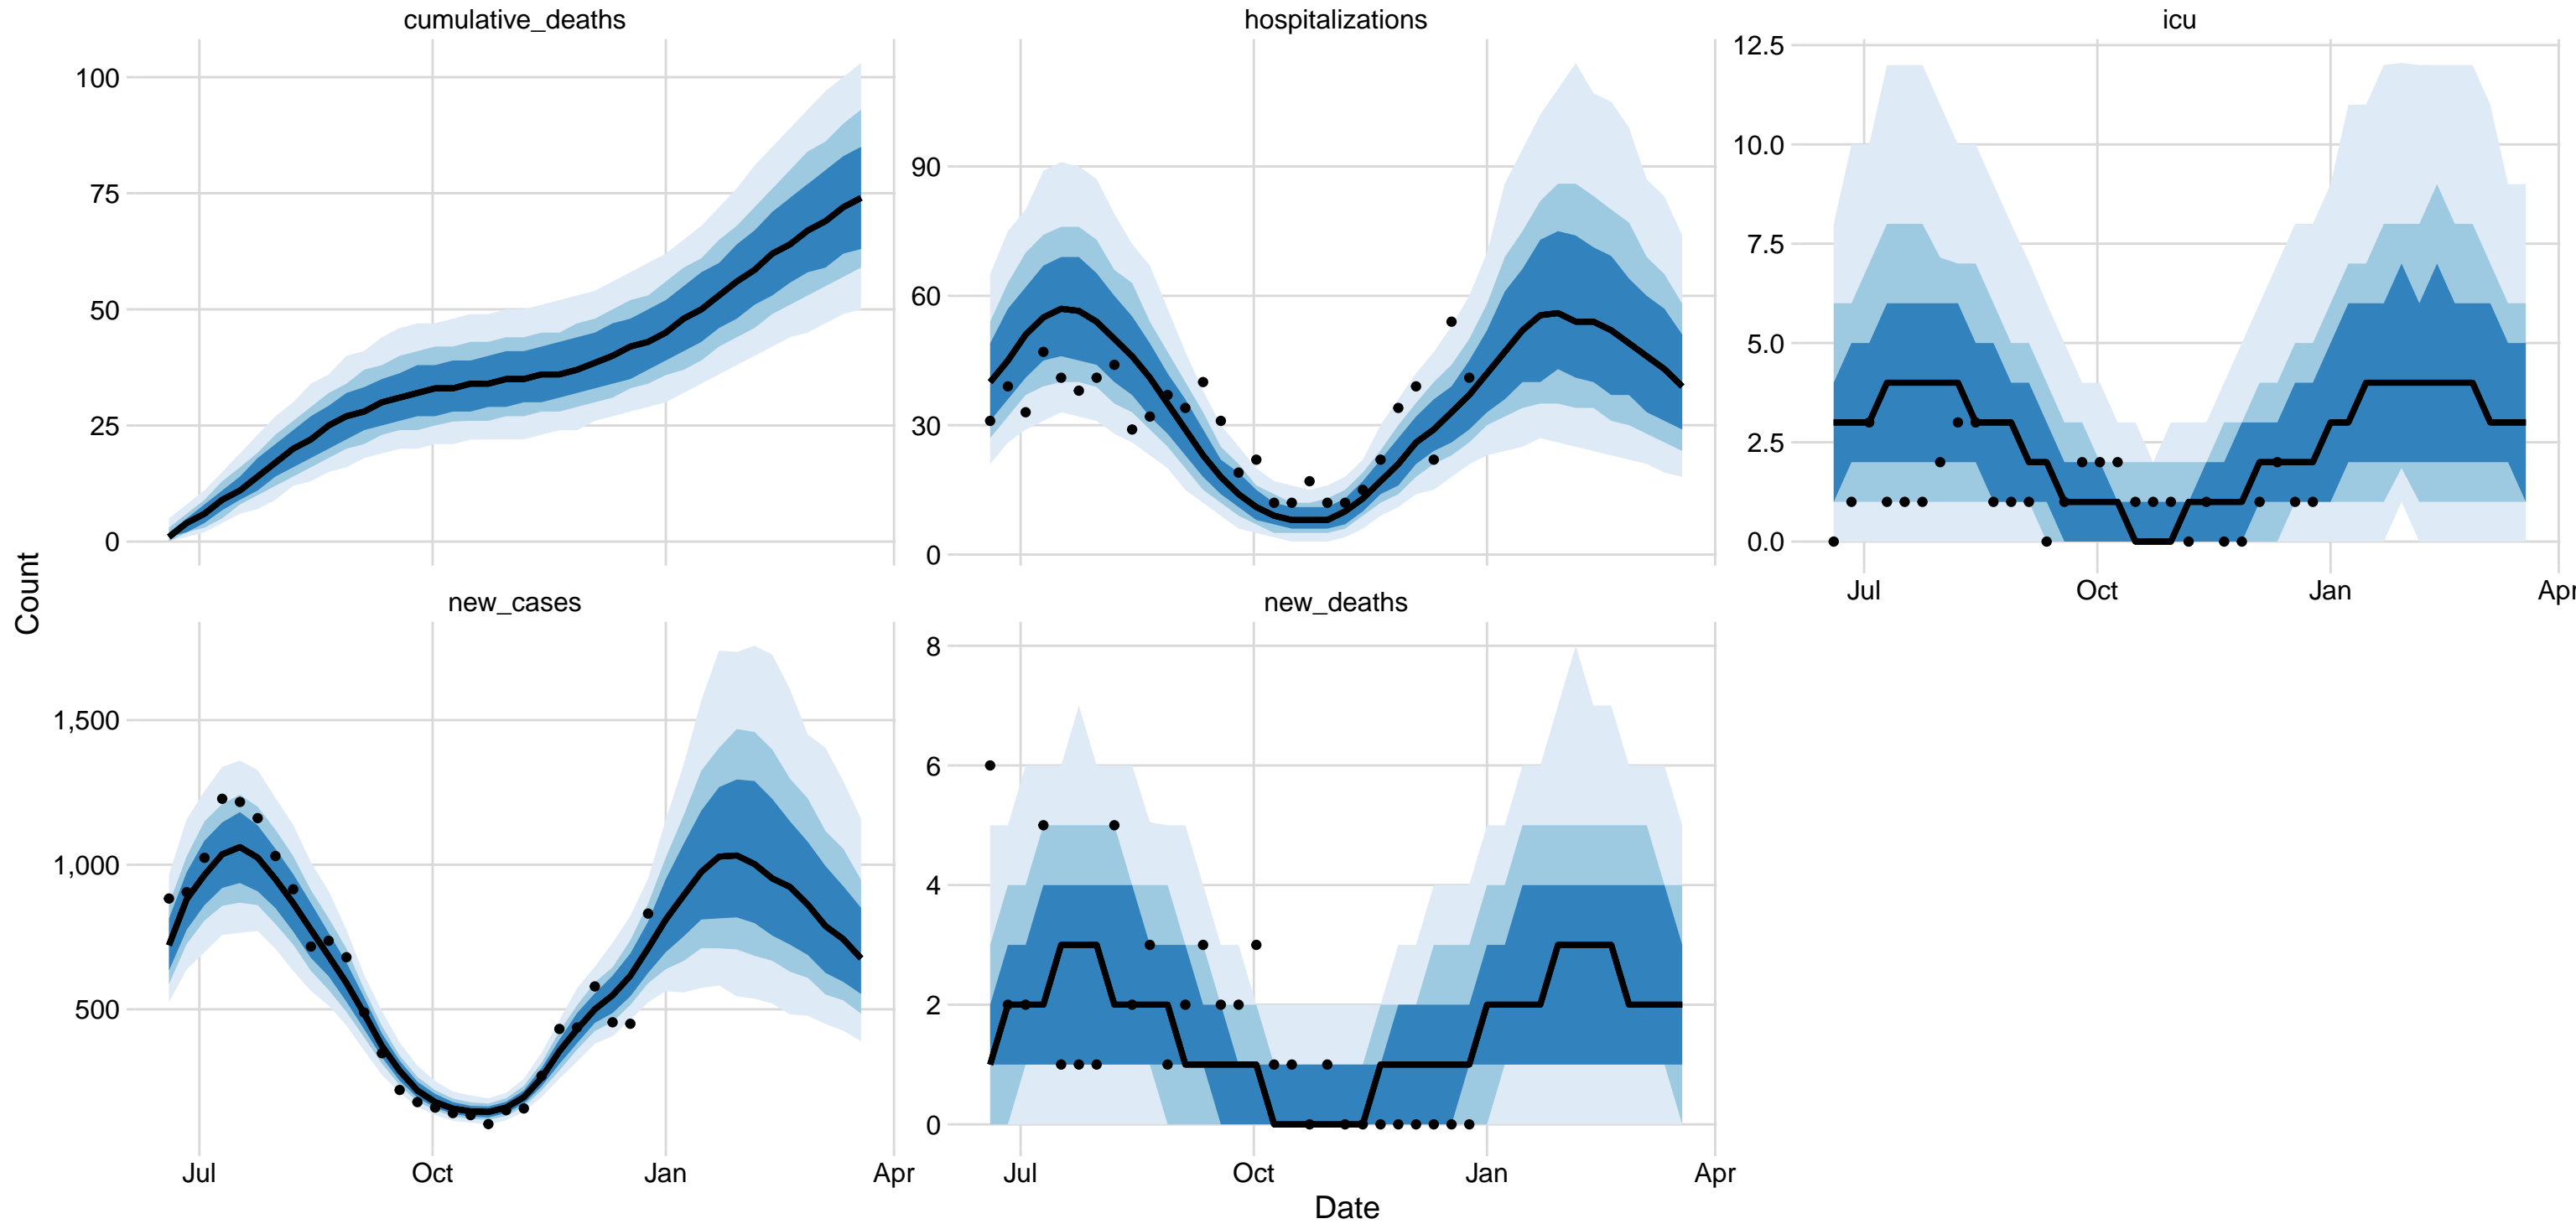 cumulative_deaths
hospitalizations
icu
100
75
50
25
0
90
60
30
0
12.5
10.0
7.5
5.0
2.5
0.0
Jul Oct Jan Apr
Count
new_cases
new_deaths
1,500
1,000
500
8
6
4
2
0
Jul Oct Jan Apr
Jul Oct Jan Apr
Date